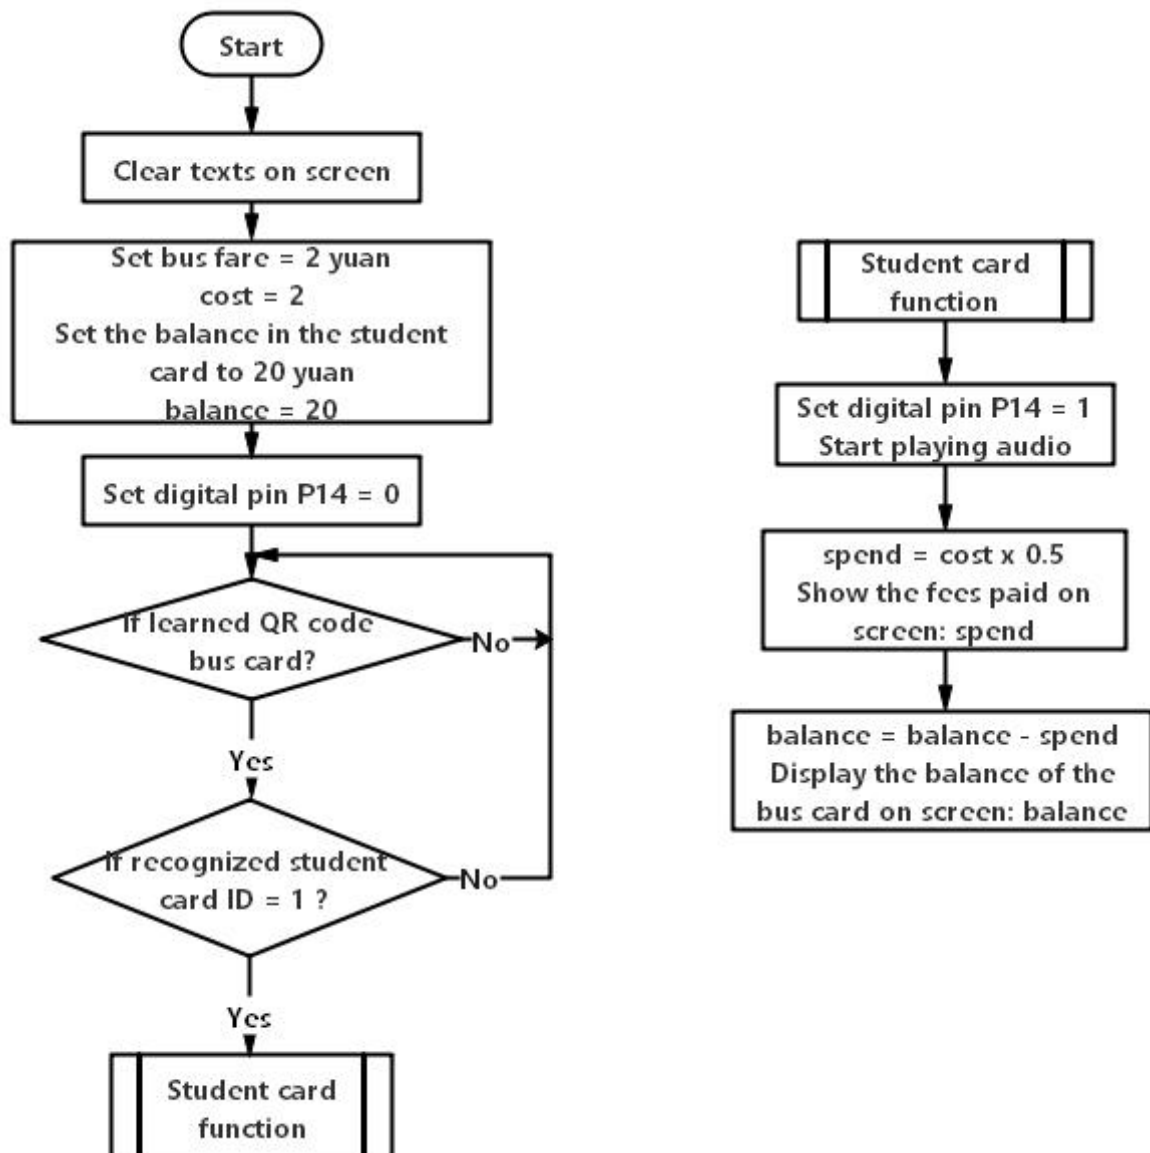 Start
Clear texts on screen
Set bus fare = 2 yuan
cost = 2
Set the balance in the student
card to 20 yuan
balance = 20
Set digital pin P14 = 0
If learned QR code
bus card?
No
Yes
If recognized student
card ID = 1 ?
No
Yes
Student card
function
Student card
function
Set digital pin P14 = 1
Start playing audio
spend = cost x 0.5
Show the fees paid on
screen: spend
balance = balance - spend
Display the balance of the
bus card on screen: balance